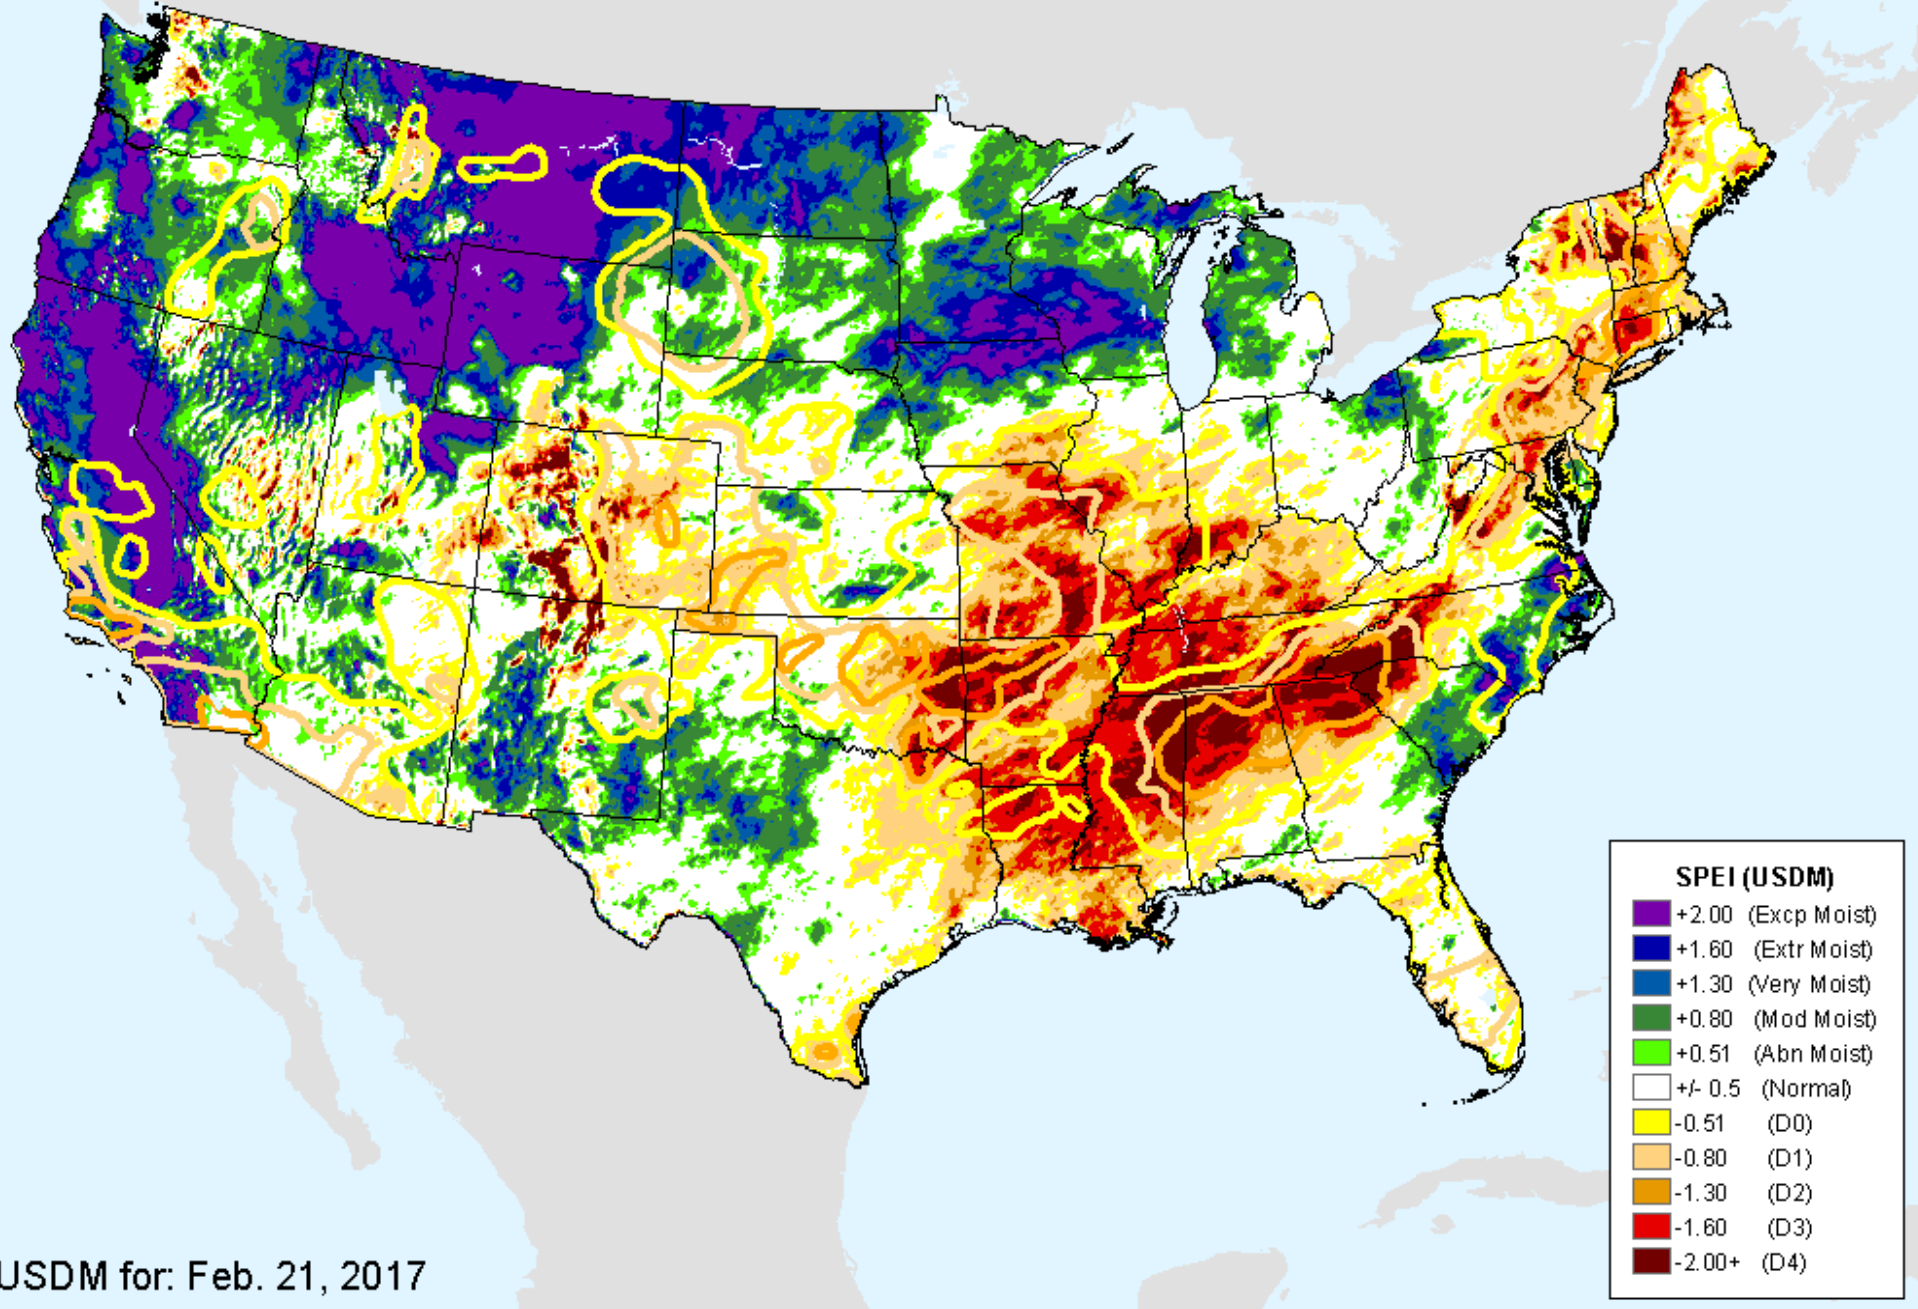 SPEI (USDM)
+2.00 (Excp Moist)
+1.60 (Extr Moist)
+1.30 (Very Moist)
+0.80 (Mod Moist)
+0.51 (Abn Moist)
+/- 0.5 (Normal)
-0.51 (D0)
-0.80 (D1)
-1.30 (D2)
-1.60 (D3)
-2.00+ (D4)
USDM for: Feb. 21, 2017